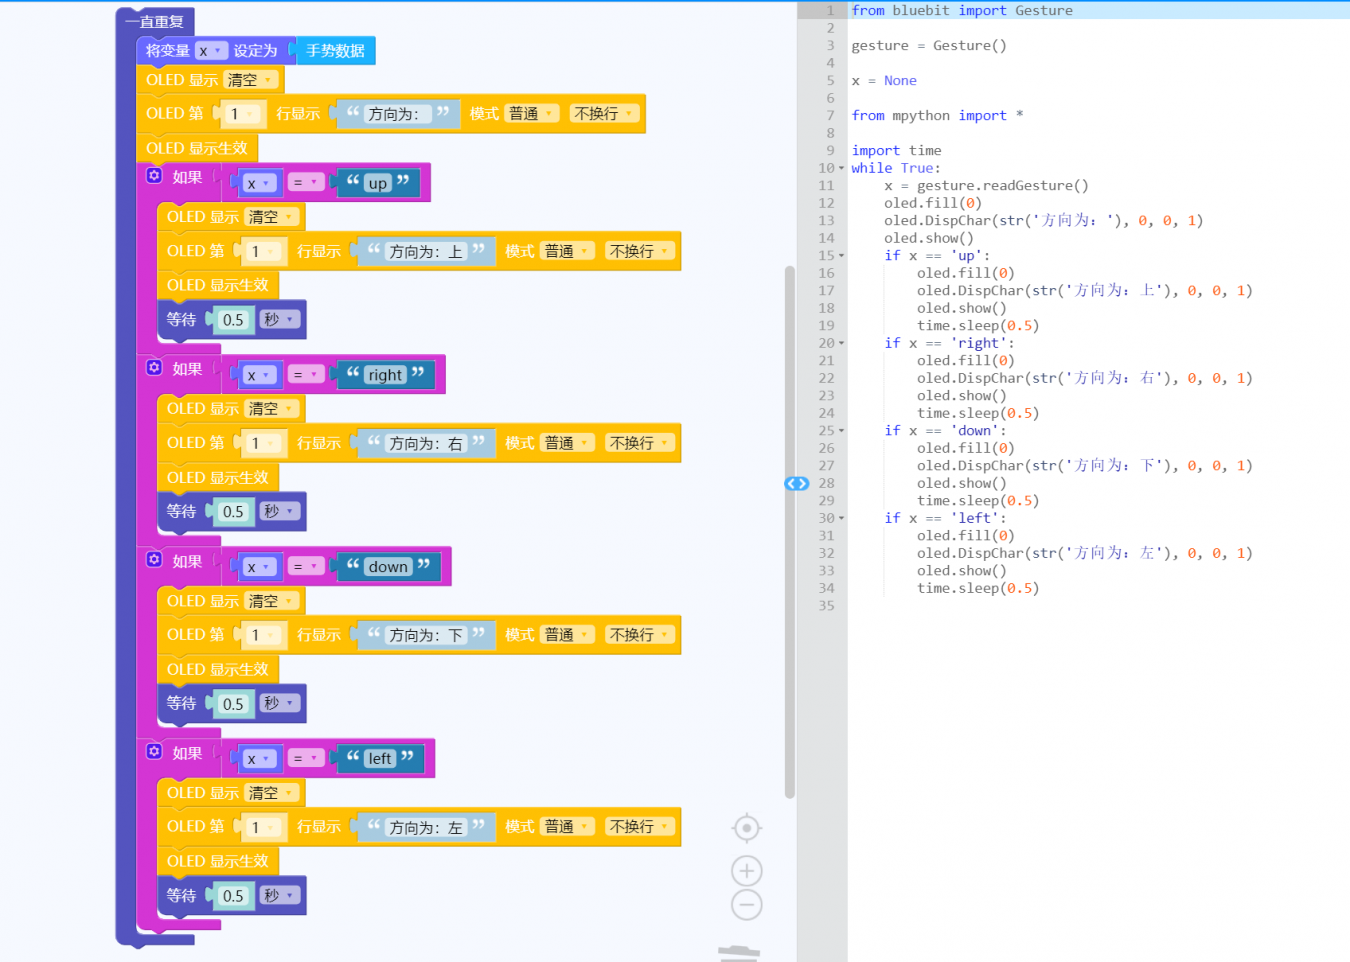 一直重复
将变量 x 设定为 手势数据
OLED 显示 清空
OLED 第 1 行显示 “ 方向为： ” 模式 普通 不换行
OLED 显示生效
如果 x = “ up ”
OLED 显示 清空
OLED 第 1 行显示 “ 方向为：上 ” 模式 普通 不换行
OLED 显示生效
等待 0.5 秒
如果 x = “ right ”
OLED 显示 清空
OLED 第 1 行显示 “ 方向为：右 ” 模式 普通 不换行
OLED 显示生效
等待 0.5 秒
如果 x = “ down ”
OLED 显示 清空
OLED 第 1 行显示 “ 方向为：下 ” 模式 普通 不换行
OLED 显示生效
等待 0.5 秒
如果 x = “ left ”
OLED 显示 清空
OLED 第 1 行显示 “ 方向为：左 ” 模式 普通 不换行
OLED 显示生效
等待 0.5 秒
1 from bluebit import Gesture
2
3 gesture = Gesture()
4
5 x = None
6
7 from mpython import *
8
9 import time
10 while True:
11     x = gesture.readGesture()
12     oled.fill(0)
13     oled.DispChar(str('方向为：'), 0, 0, 1)
14     oled.show()
15     if x == 'up':
16         oled.fill(0)
17         oled.DispChar(str('方向为：上'), 0, 0, 1)
18         oled.show()
19         time.sleep(0.5)
20     if x == 'right':
21         oled.fill(0)
22         oled.DispChar(str('方向为：右'), 0, 0, 1)
23         oled.show()
24         time.sleep(0.5)
25     if x == 'down':
26         oled.fill(0)
27         oled.DispChar(str('方向为：下'), 0, 0, 1)
28         oled.show()
29         time.sleep(0.5)
30     if x == 'left':
31         oled.fill(0)
32         oled.DispChar(str('方向为：左'), 0, 0, 1)
33         oled.show()
34         time.sleep(0.5)
35